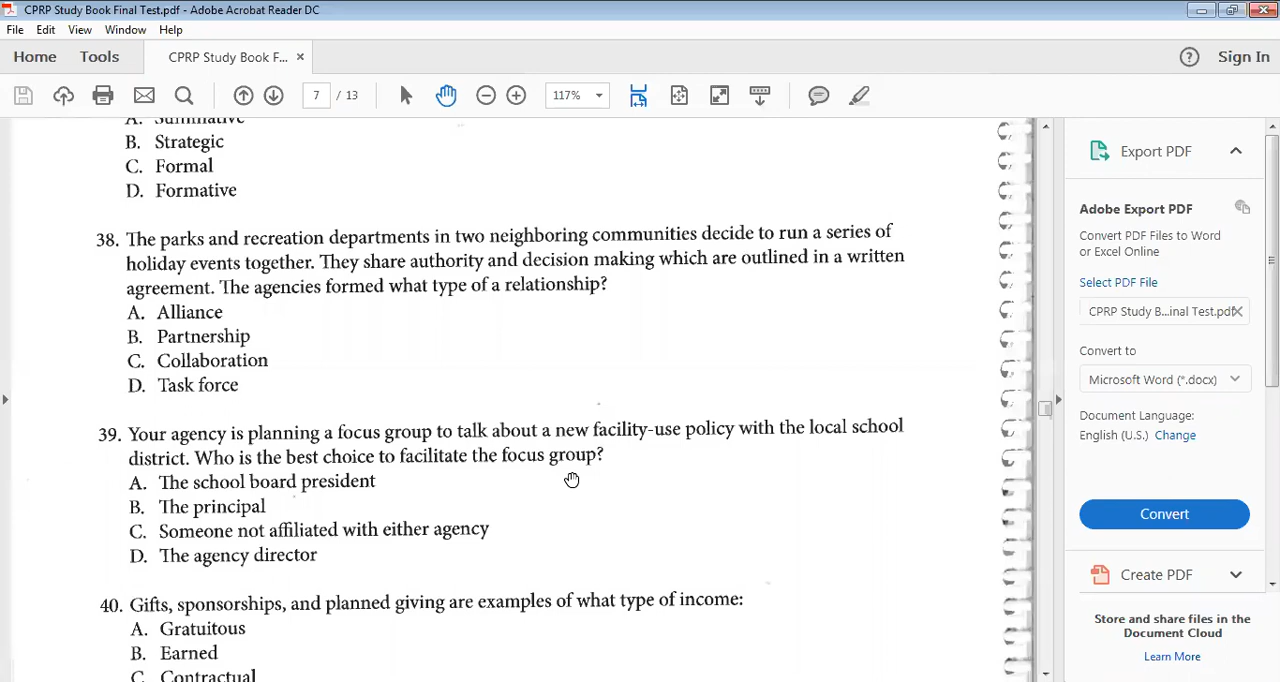 CPRP Study Book Final Test.pdf - Adobe Acrobat Reader DC
File Edit View Window Help
Home Tools CPRP Study Book F... ×
Sign In
7 / 13 117%
A. Summative
B. Strategic
C. Formal
D. Formative
38. The parks and recreation departments in two neighboring communities decide to run a series of
holiday events together. They share authority and decision making which are outlined in a written
agreement. The agencies formed what type of a relationship?
A. Alliance
B. Partnership
C. Collaboration
D. Task force
39. Your agency is planning a focus group to talk about a new facility-use policy with the local school
district. Who is the best choice to facilitate the focus group?
A. The school board president
B. The principal
C. Someone not affiliated with either agency
D. The agency director
40. Gifts, sponsorships, and planned giving are examples of what type of income:
A. Gratuitous
B. Earned
C. Contractual
Export PDF
Adobe Export PDF
Convert PDF Files to Word
or Excel Online
Select PDF File
CPRP Study B...inal Test.pdf
Convert to
Microsoft Word (*.docx)
Document Language:
English (U.S.) Change
Convert
Create PDF
Store and share files in the
Document Cloud
Learn More